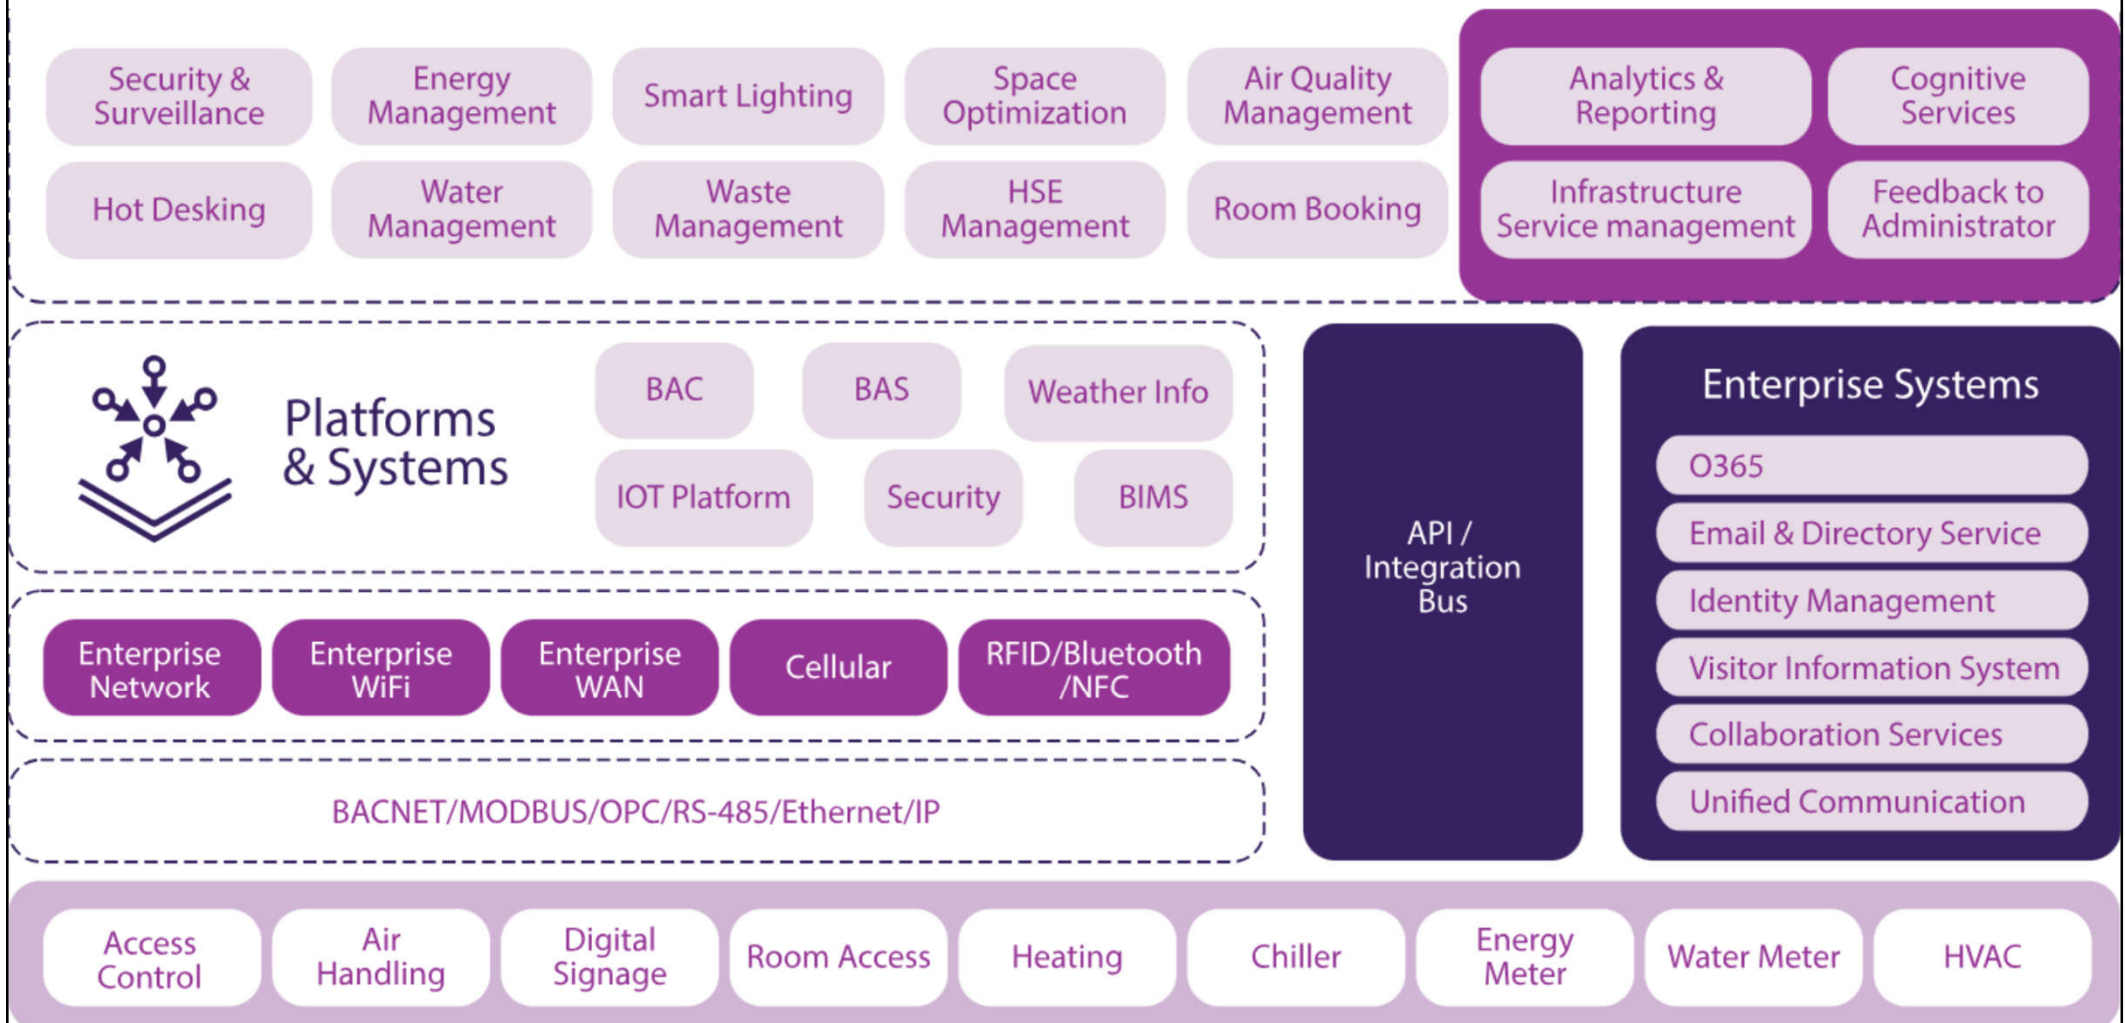 Security &
Surveillance
Energy
Management
Smart Lighting
Space
Optimization
Air Quality
Management
Analytics &
Reporting
Cognitive
Services
Hot Desking
Water
Management
Waste
Management
HSE
Management
Room Booking
Infrastructure
Service management
Feedback to
Administrator
Platforms
& Systems
BAC
BAS
Weather Info
IOT Platform
Security
BIMS
Enterprise
Network
Enterprise
WiFi
Enterprise
WAN
Cellular
RFID/Bluetooth
/NFC
BACNET/MODBUS/OPC/RS-485/Ethernet/IP
API /
Integration
Bus
Enterprise Systems
O365
Email & Directory Service
Identity Management
Visitor Information System
Collaboration Services
Unified Communication
Access
Control
Air
Handling
Digital
Signage
Room Access
Heating
Chiller
Energy
Meter
Water Meter
HVAC